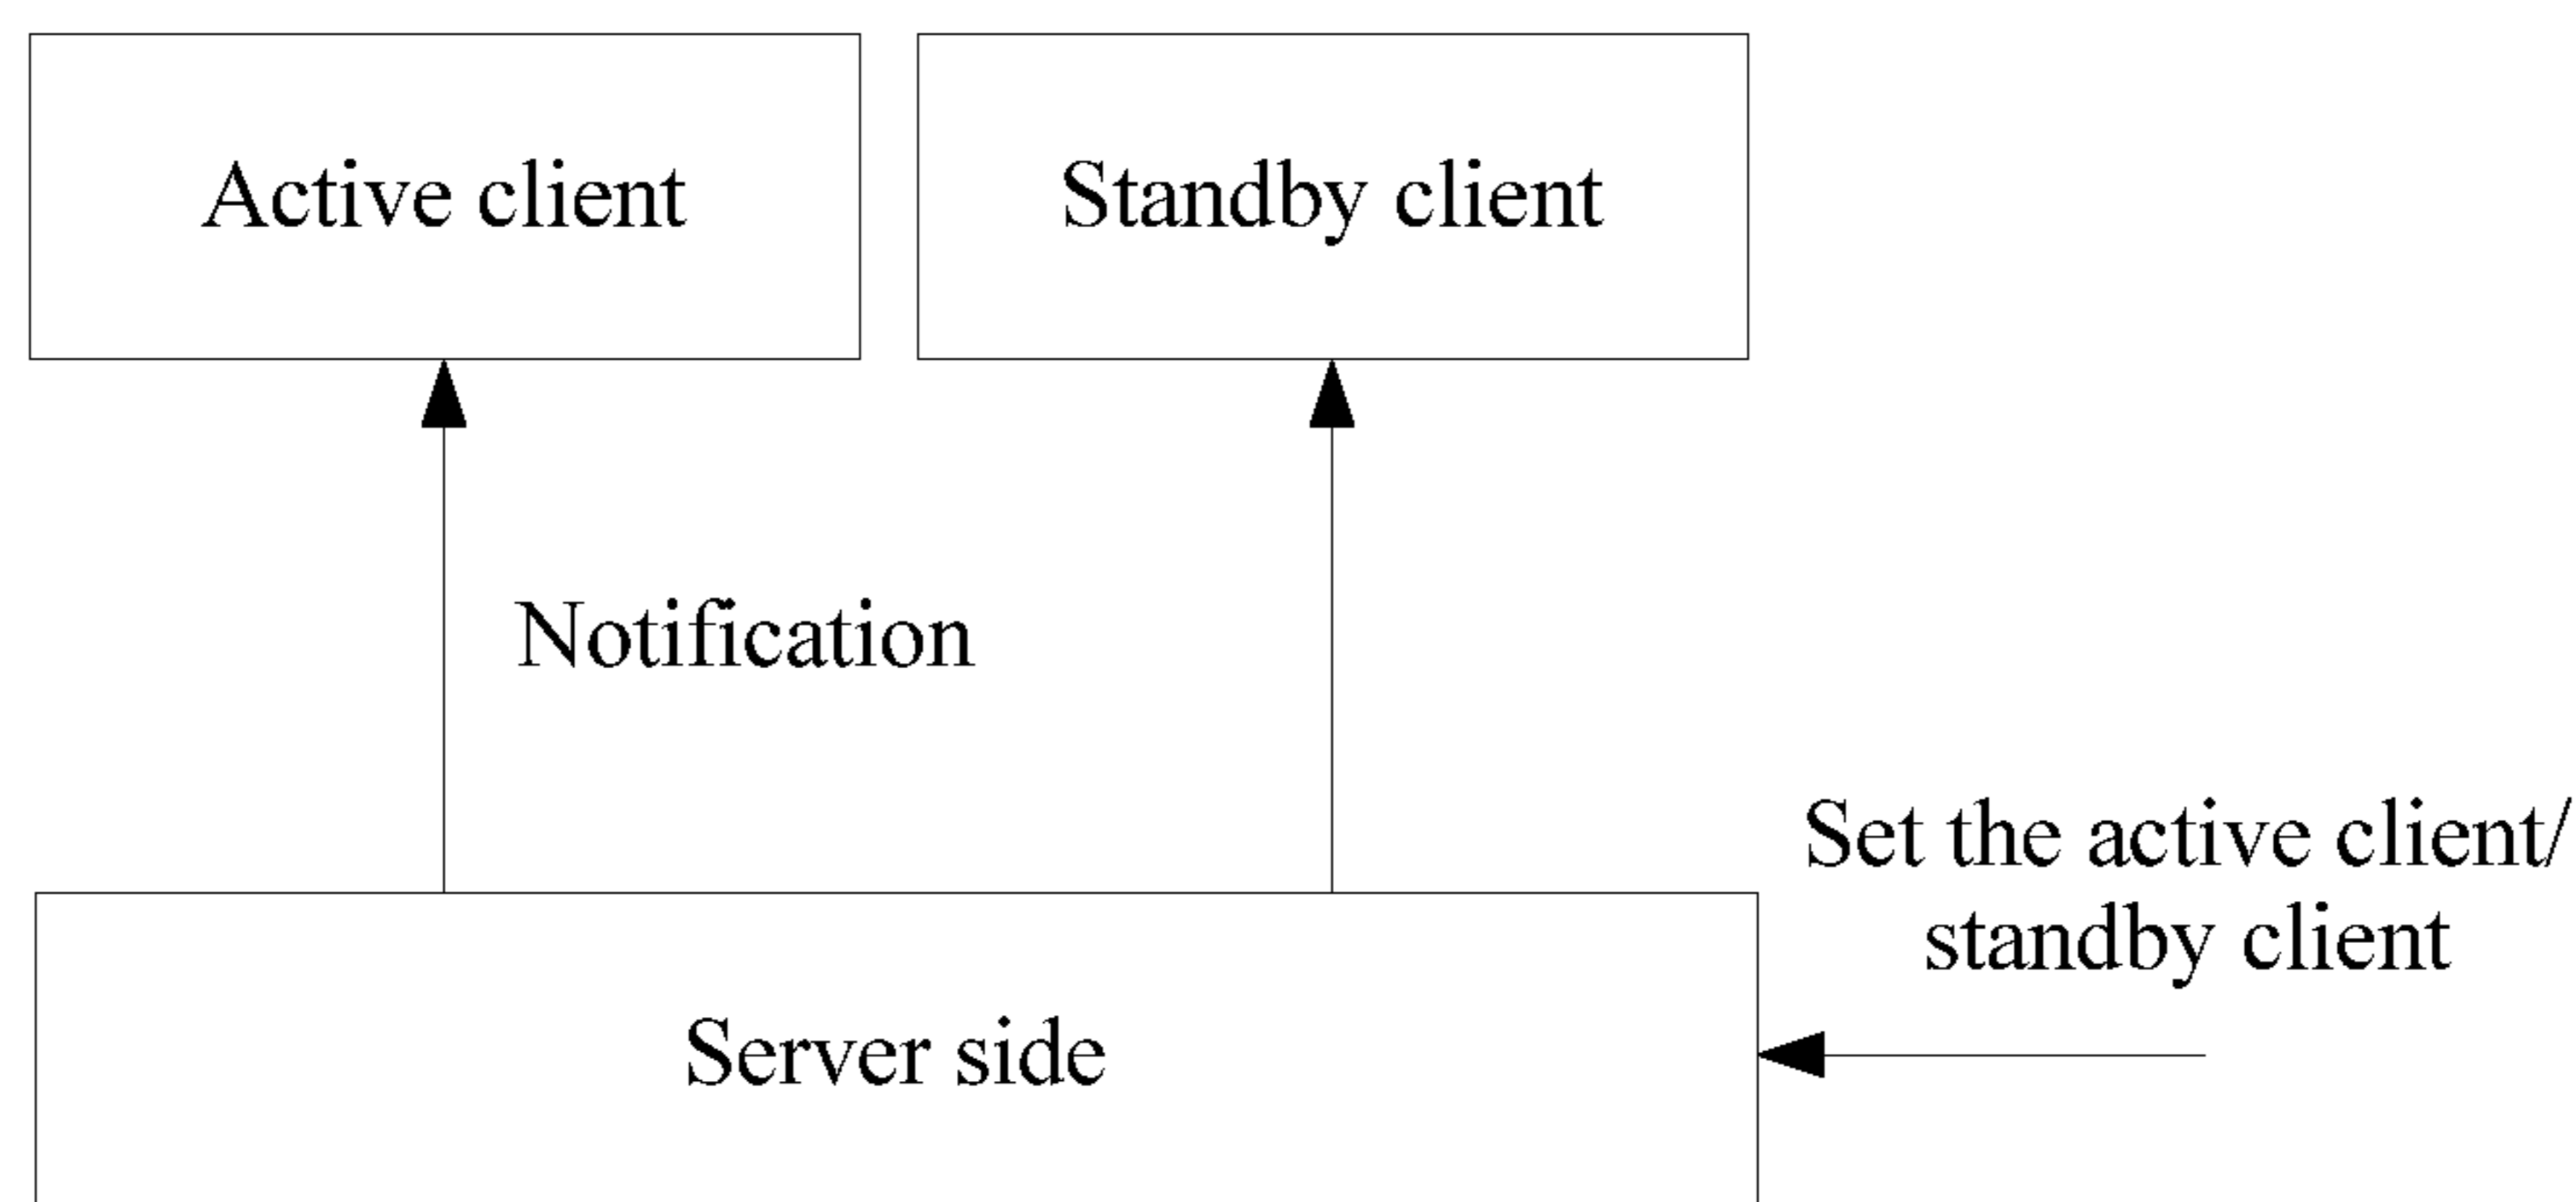 Active client
Standby client
Notification
Set the active client/
standby client
Server side